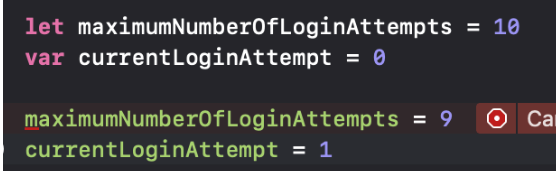 let maximumNumberOfLoginAttempts = 10
var currentLoginAttempt = 0
maximumNumberOfLoginAttempts = 9
currentLoginAttempt = 1